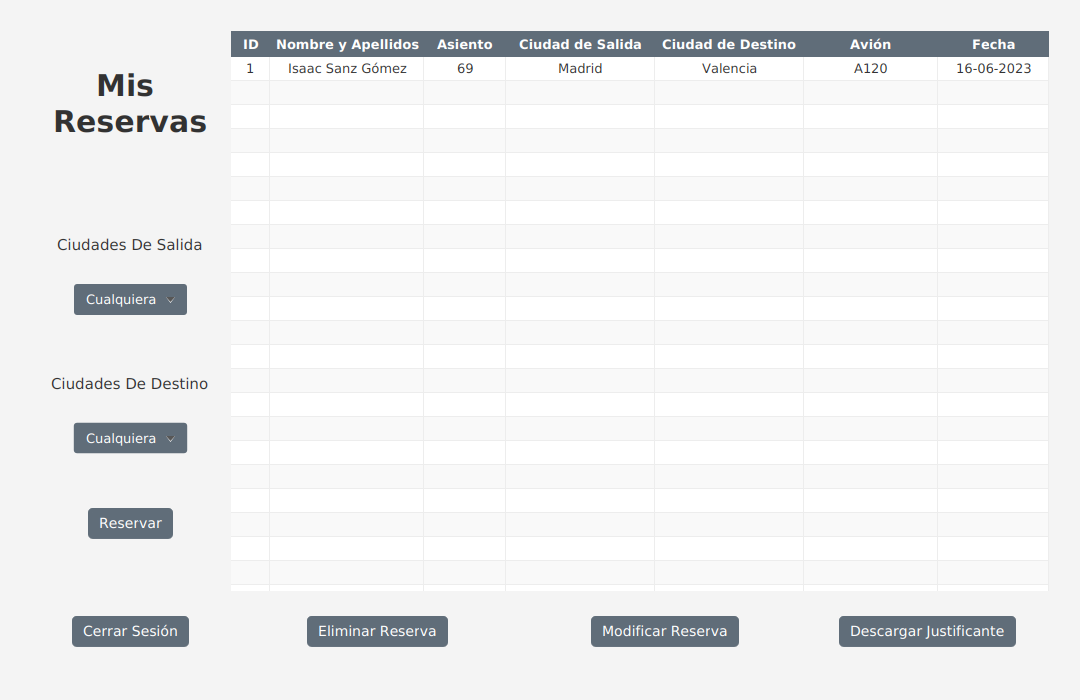 Mis
Reservas
Ciudades De Salida
Cualquiera
Ciudades De Destino
Cualquiera
Reservar
ID Nombre y Apellidos Asiento Ciudad de Salida Ciudad de Destino Avión Fecha
1 Isaac Sanz Gómez 69 Madrid Valencia A120 16-06-2023
Cerrar Sesión Eliminar Reserva Modificar Reserva Descargar Justificante